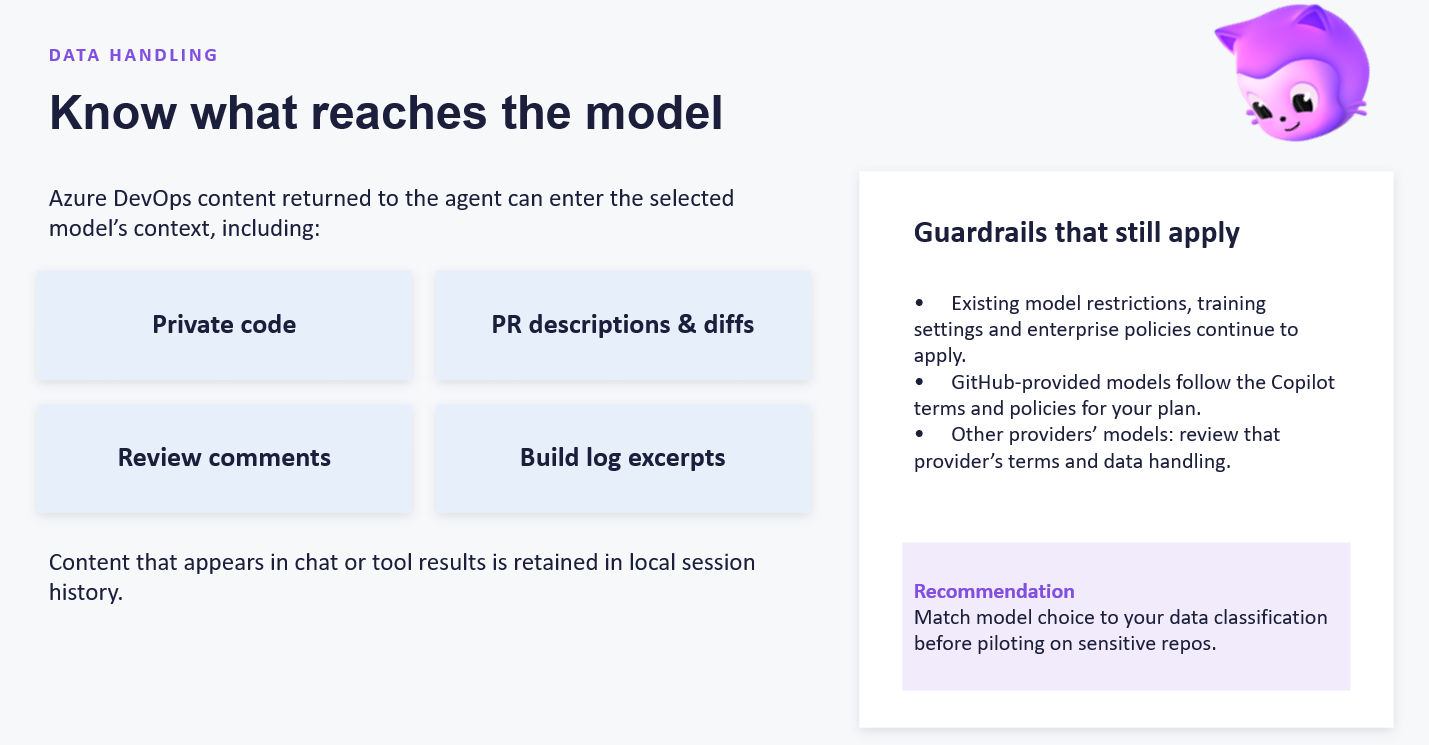 DATA HANDLING
Know what reaches the model
Azure DevOps content returned to the agent can enter the selected
model’s context, including:
Private code
PR descriptions & diffs
Review comments
Build log excerpts
Content that appears in chat or tool results is retained in local session
history.
Guardrails that still apply
• Existing model restrictions, training
settings and enterprise policies continue to
apply.
• GitHub-provided models follow the Copilot
terms and policies for your plan.
• Other providers’ models: review that
provider’s terms and data handling.
Recommendation
Match model choice to your data classification
before piloting on sensitive repos.